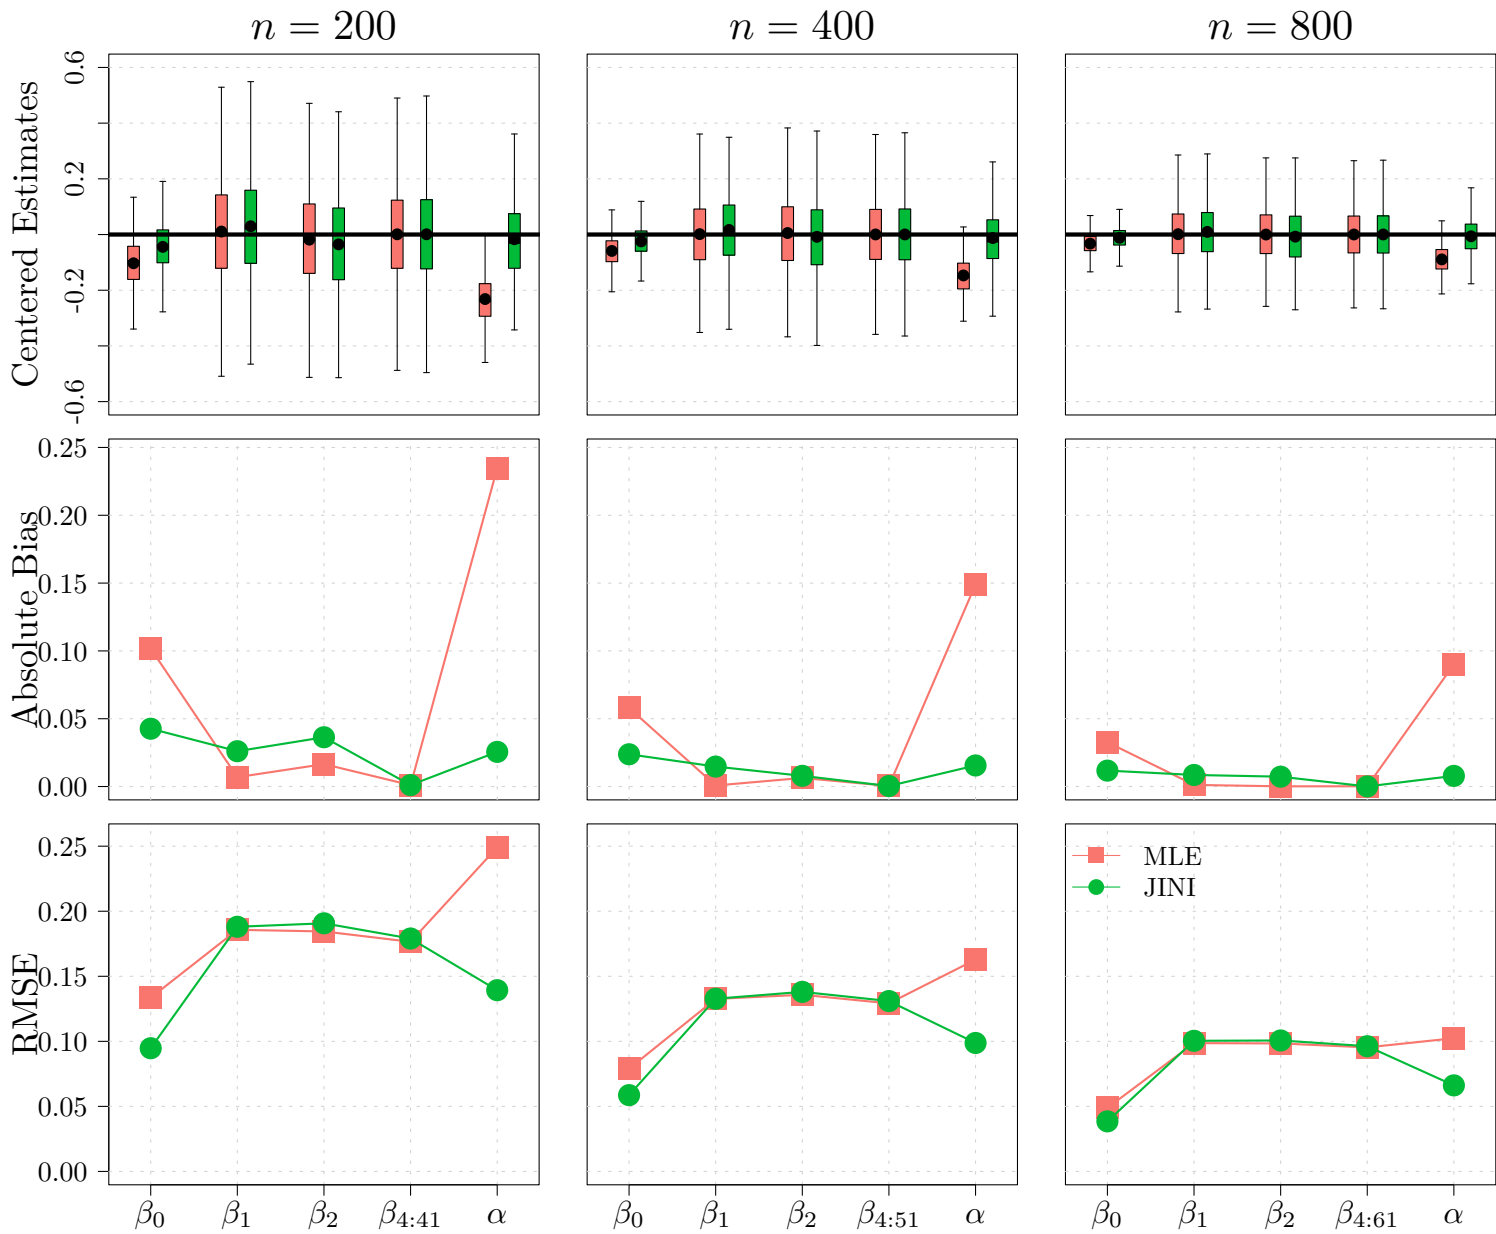 n = 200
n = 400
n = 800
Centered Estimates
0.6
0.2
-0.2
-0.6
Absolute Bias
0.25
0.20
0.15
0.10
0.05
0.00
RMSE
0.25
0.20
0.15
0.10
0.05
0.00
MLE
JINI
β₀ β₁ β₂ β₄:₄₁ α
β₀ β₁ β₂ β₄:₅₁ α
β₀ β₁ β₂ β₄:₆₁ α